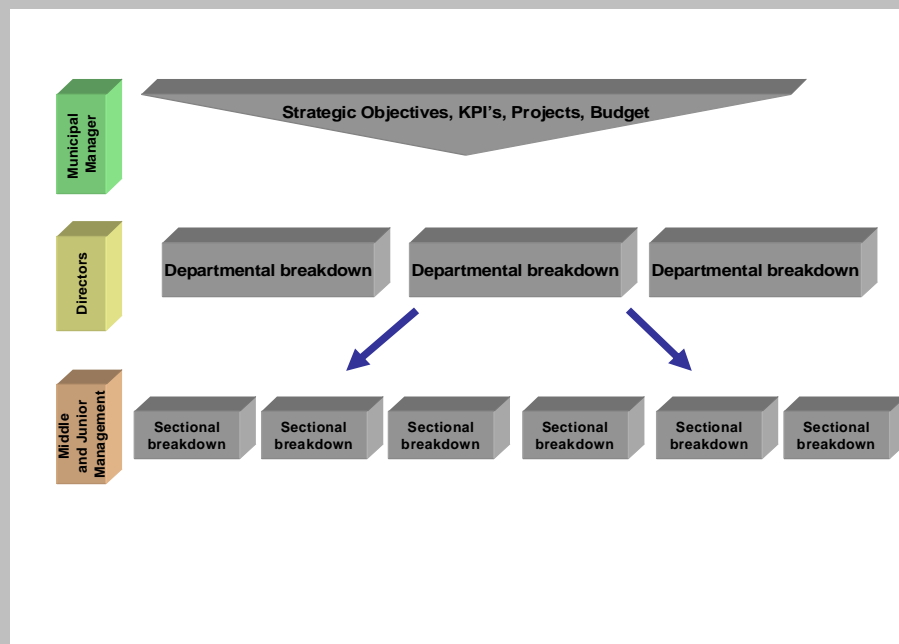 Municipal
Manager
Strategic Objectives, KPI's, Projects, Budget
Directors
Departmental breakdown
Departmental breakdown
Departmental breakdown
Middle
and Junior
Management
Sectional
breakdown
Sectional
breakdown
Sectional
breakdown
Sectional
breakdown
Sectional
breakdown
Sectional
breakdown